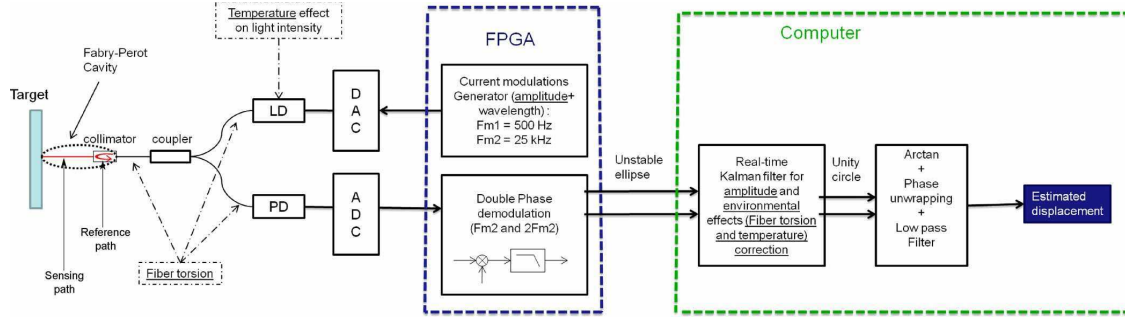 Temperature effect
on light intensity
FPGA
Computer
Fabry-Perot
Cavity
Target
collimator
coupler
LD
D
A
C
Current modulations
Generator (amplitude+
wavelength) :
Fm1 = 500 Hz
Fm2 = 25 kHz
Unstable
ellipse
Real-time
Kalman filter for
amplitude and
environmental
effects (Fiber torsion
and temperature)
correction
Unity
circle
Arctan
+
Phase
unwrapping
+
Low pass
Filter
Estimated
displacement
PD
A
D
C
Double Phase
demodulation
(Fm2 and 2Fm2)
Reference
path
Sensing
path
Fiber torsion